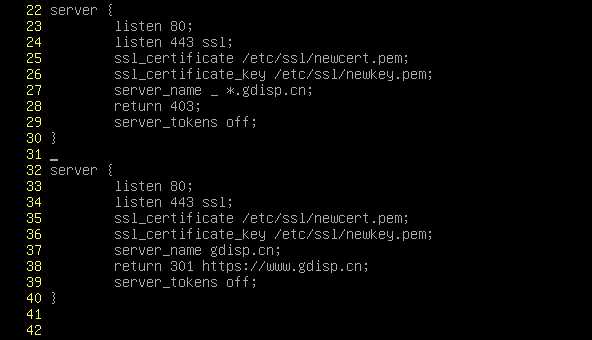 22 server {
23 listen 80;
24 listen 443 ssl;
25 ssl_certificate /etc/ssl/newcert.pem;
26 ssl_certificate_key /etc/ssl/newkey.pem;
27 server_name _ *.gdisp.cn;
28 return 403;
29 server_tokens off;
30 }
31
32 server {
33 listen 80;
34 listen 443 ssl;
35 ssl_certificate /etc/ssl/newcert.pem;
36 ssl_certificate_key /etc/ssl/newkey.pem;
37 server_name gdisp.cn;
38 return 301 https://www.gdisp.cn;
39 server_tokens off;
40 }
41
42